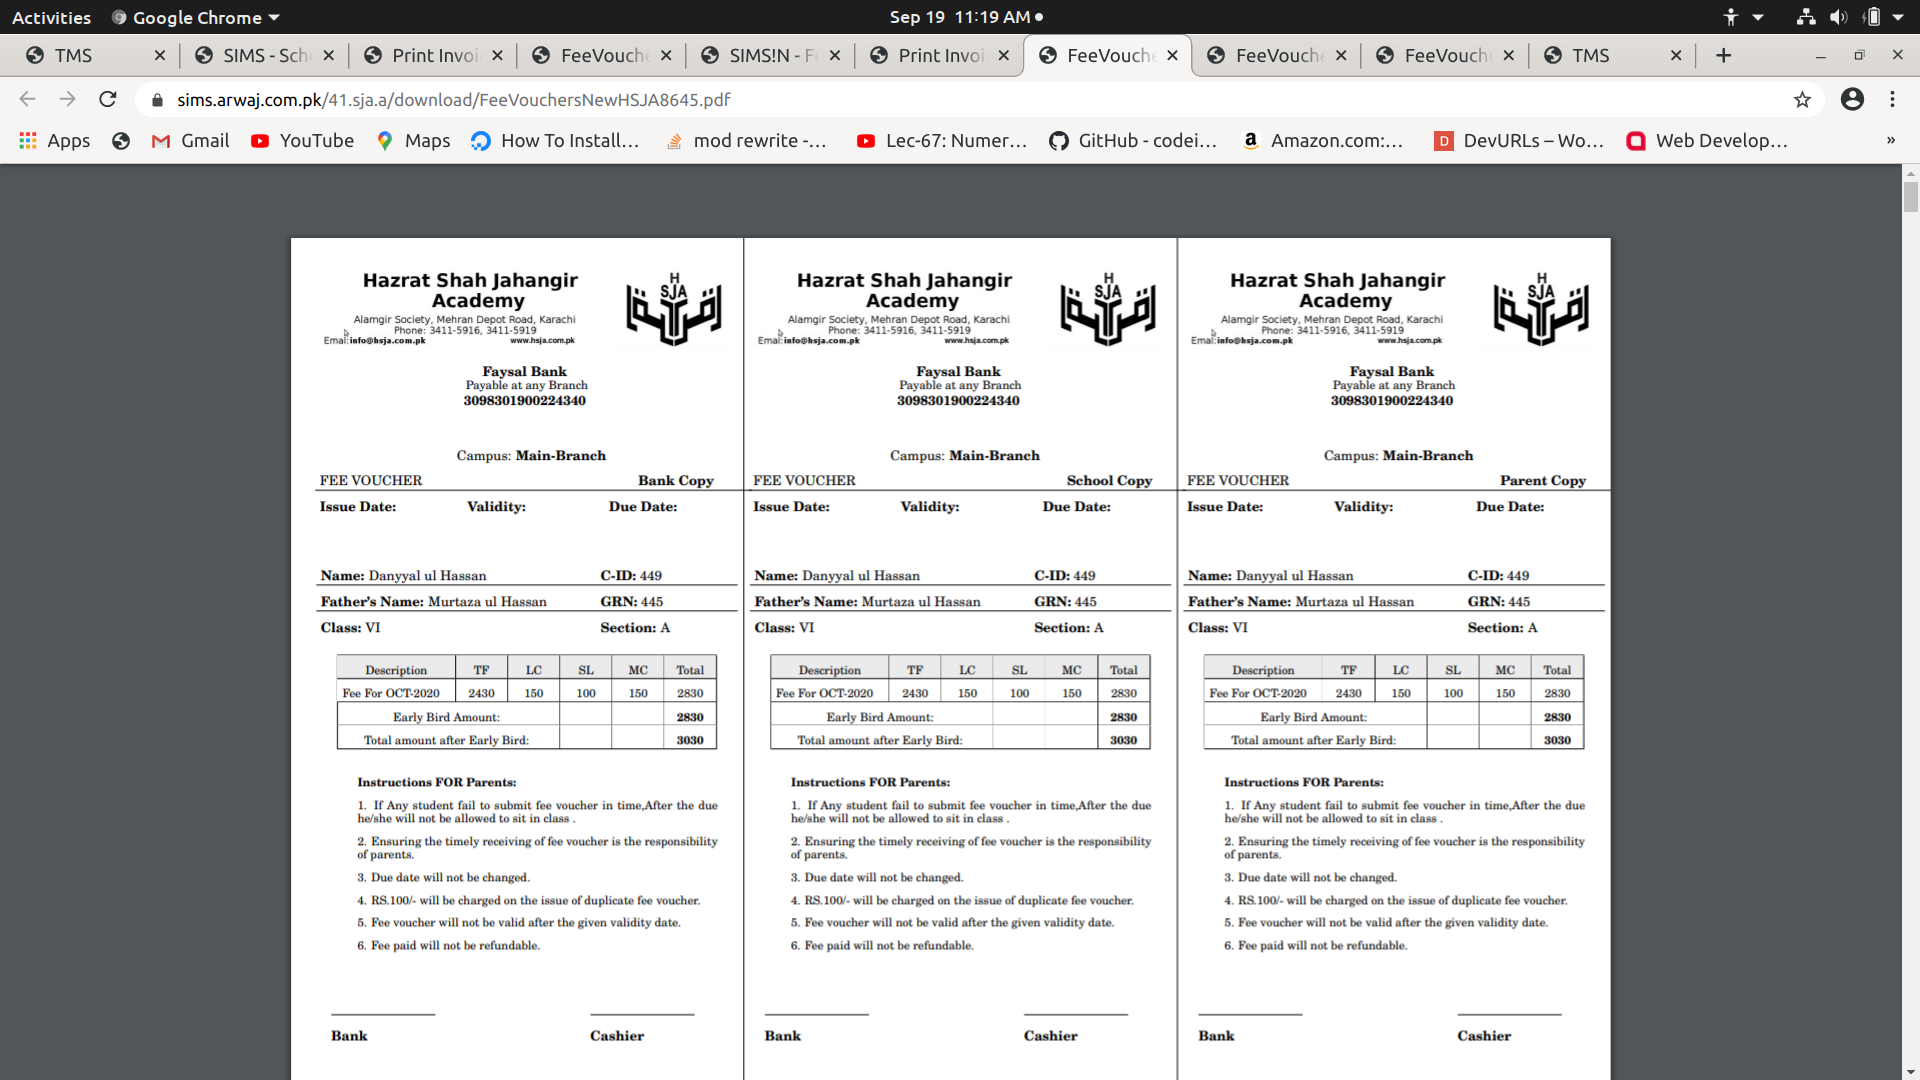 Activities Google Chrome Sep 19 11:19 AM
TMS SIMS - Sch Print Invoi FeeVouche SIMS!N - F Print Invoi FeeVouche FeeVouch FeeVouch TMS
sims.arwaj.com.pk/41.sja.a/download/FeeVouchersNewHSJA8645.pdf
Apps Gmail YouTube Maps How To Install... mod rewrite -... Lec-67: Numer... GitHub - codei... Amazon.com:... DevURLs – Wo... Web Develop... »
Hazrat Shah Jahangir
Academy
Alamgir Society, Mehran Depot Road, Karachi
Phone: 3411-5916, 3411-5919
Emal:info@hsja.com.pk www.hsja.com.pk
H
SJA
Faysal Bank
Payable at any Branch
3098301900224340
Campus: Main-Branch
FEE VOUCHER Bank Copy
Issue Date: Validity: Due Date:
Name: Danyyal ul Hassan C-ID: 449
Father's Name: Murtaza ul Hassan GRN: 445
Class: VI Section: A
Description TF LC SL MC Total
Fee For OCT-2020 2430 150 100 150 2830
Early Bird Amount: 2830
Total amount after Early Bird: 3030
Instructions FOR Parents:
1. If Any student fail to submit fee voucher in time,After the due
he/she will not be allowed to sit in class .
2. Ensuring the timely receiving of fee voucher is the responsibility
of parents.
3. Due date will not be changed.
4. RS.100/- will be charged on the issue of duplicate fee voucher.
5. Fee voucher will not be valid after the given validity date.
6. Fee paid will not be refundable.
Bank Cashier
Hazrat Shah Jahangir
Academy
Alamgir Society, Mehran Depot Road, Karachi
Phone: 3411-5916, 3411-5919
Emal:info@hsja.com.pk www.hsja.com.pk
H
SJA
Faysal Bank
Payable at any Branch
3098301900224340
Campus: Main-Branch
FEE VOUCHER School Copy
Issue Date: Validity: Due Date:
Name: Danyyal ul Hassan C-ID: 449
Father's Name: Murtaza ul Hassan GRN: 445
Class: VI Section: A
Description TF LC SL MC Total
Fee For OCT-2020 2430 150 100 150 2830
Early Bird Amount: 2830
Total amount after Early Bird: 3030
Instructions FOR Parents:
1. If Any student fail to submit fee voucher in time,After the due
he/she will not be allowed to sit in class .
2. Ensuring the timely receiving of fee voucher is the responsibility
of parents.
3. Due date will not be changed.
4. RS.100/- will be charged on the issue of duplicate fee voucher.
5. Fee voucher will not be valid after the given validity date.
6. Fee paid will not be refundable.
Bank Cashier
Hazrat Shah Jahangir
Academy
Alamgir Society, Mehran Depot Road, Karachi
Phone: 3411-5916, 3411-5919
Emal:info@hsja.com.pk www.hsja.com.pk
H
SJA
Faysal Bank
Payable at any Branch
3098301900224340
Campus: Main-Branch
FEE VOUCHER Parent Copy
Issue Date: Validity: Due Date:
Name: Danyyal ul Hassan C-ID: 449
Father's Name: Murtaza ul Hassan GRN: 445
Class: VI Section: A
Description TF LC SL MC Total
Fee For OCT-2020 2430 150 100 150 2830
Early Bird Amount: 2830
Total amount after Early Bird: 3030
Instructions FOR Parents:
1. If Any student fail to submit fee voucher in time,After the due
he/she will not be allowed to sit in class .
2. Ensuring the timely receiving of fee voucher is the responsibility
of parents.
3. Due date will not be changed.
4. RS.100/- will be charged on the issue of duplicate fee voucher.
5. Fee voucher will not be valid after the given validity date.
6. Fee paid will not be refundable.
Bank Cashier